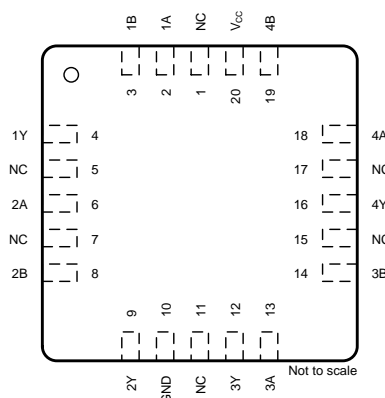 1B 1A NC VCC 4B
3 2 1 20 19
1Y 4 18 4A
NC 5 17 NC
2A 6 16 4Y
NC 7 15 NC
2B 8 14 3B
9 10 11 12 13
2Y GND NC 3Y 3A
Not to scale